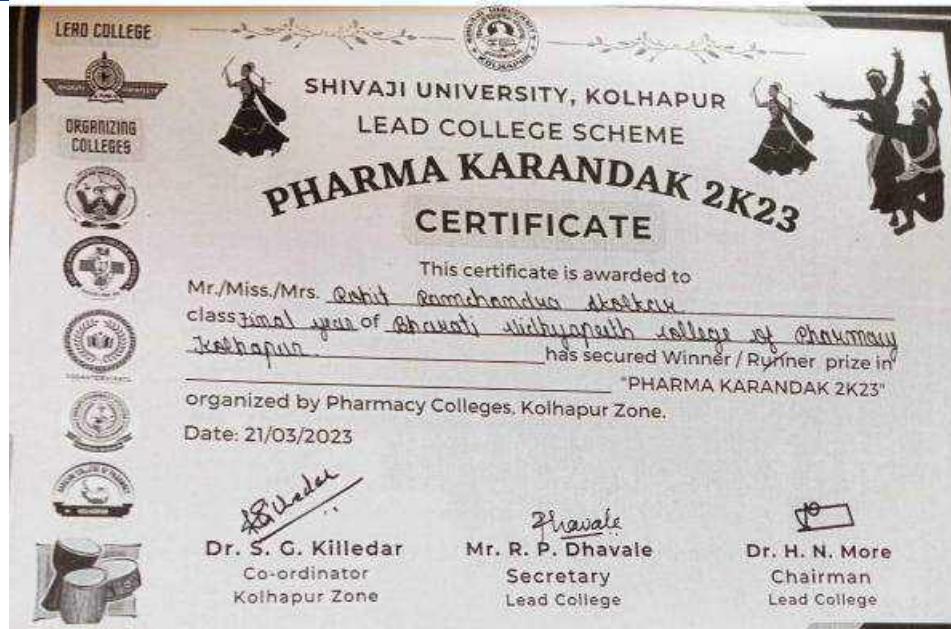 LEAD COLLEGE
ORGANIZING
COLLEGES
SHIVAJI UNIVERSITY, KOLHAPUR
LEAD COLLEGE SCHEME
PHARMA KARANDAK 2K23
CERTIFICATE
This certificate is awarded to
Mr./Miss./Mrs. Rohit Ramchandra
class Final year of Bharati Vidhyapeeth college of Pharmacy
Kolhapur. has secured Winner / Runner prize in
"PHARMA KARANDAK 2K23"
organized by Pharmacy Colleges, Kolhapur Zone.
Date: 21/03/2023
Killedar
Dhavale
Dr. S. G. Killedar
Co-ordinator
Kolhapur Zone
Mr. R. P. Dhavale
Secretary
Lead College
Dr. H. N. More
Chairman
Lead College